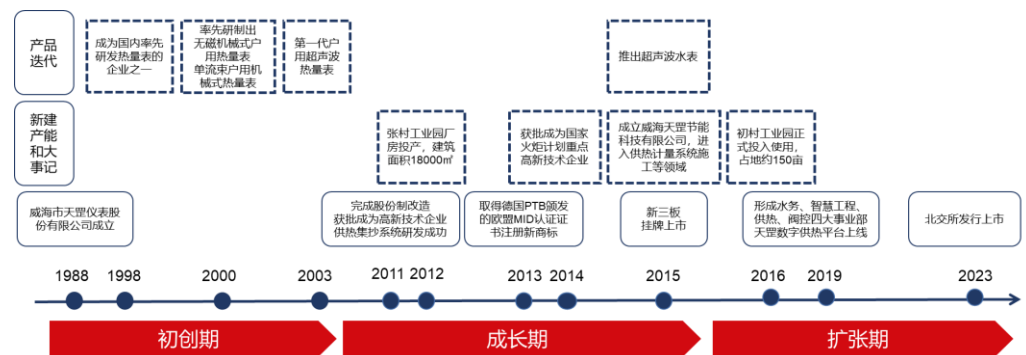 产品
迭代
成为国内率先
研发热量表的
企业之一
率先研制出
无磁机械式户
用热量表
单流束户用机
械式热量表
第一代户
用超声波
热量表
推出超声波水表
新建
产能
和大
事记
张村工业园厂
房投产，建筑
面积18000㎡
获批成为国家
火炬计划重点
高新技术企业
成立威海天罡节能
科技有限公司，进
入供热计量系统施
工等领域
初村工业园正
式投入使用，
占地约150亩
威海市天罡仪表股
份有限公司成立
完成股份制改造
获批成为高新技术企业
供热集抄系统研发成功
取得德国PTB颁发
的欧盟MID认证证
书注册新商标
新三板
挂牌上市
形成水务、智慧工程、
供热、阀控四大事业部
天罡数字供热平台上线
北交所发行上市
1988
1998
2000
2003
2011
2012
2013
2014
2015
2016
2019
2023
初创期
成长期
扩张期